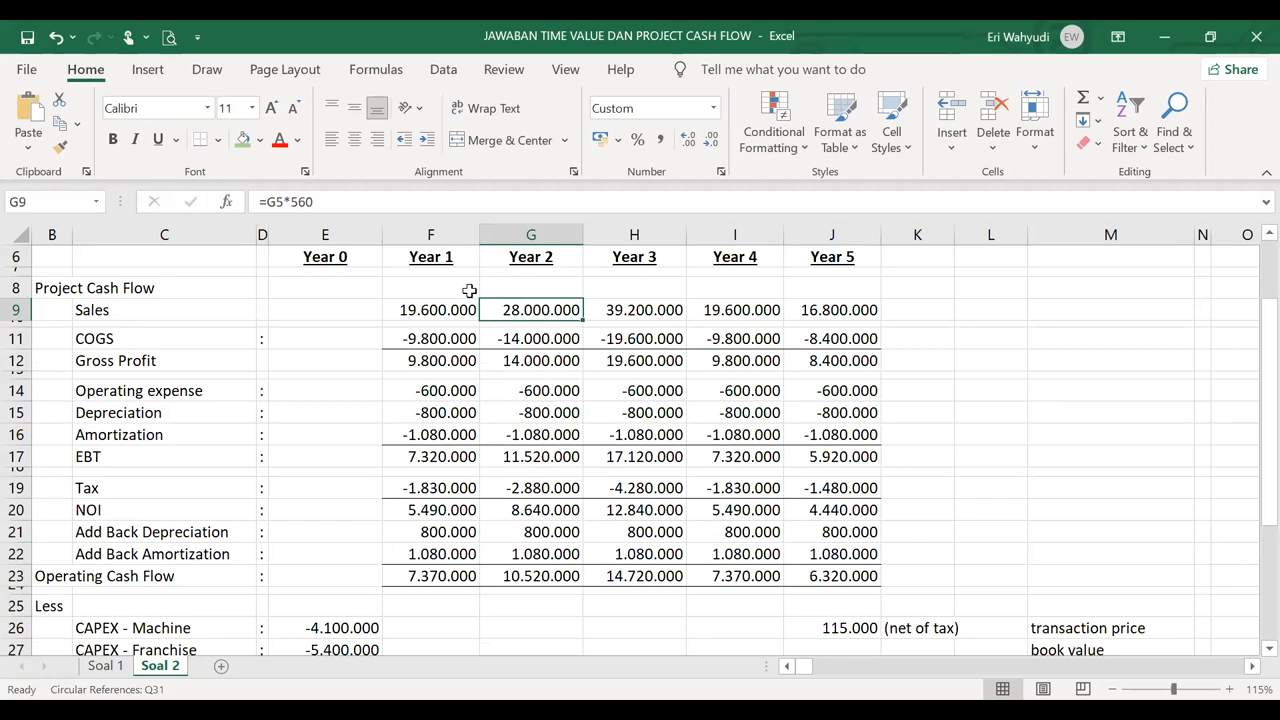 JAWABAN TIME VALUE DAN PROJECT CASH FLOW - Excel
Eri Wahyudi EW
File Home Insert Draw Page Layout Formulas Data Review View Help Tell me what you want to do Share
Paste Calibri 11 A A Wrap Text Custom Conditional Formatting Format as Table Cell Styles Insert Delete Format Sort & Filter Find & Select
B I U A Merge & Center % ,
Clipboard Font Alignment Number Styles Cells Editing
G9 fx =G5*560
B C D E F G H I J K L M N O
6 Year 0 Year 1 Year 2 Year 3 Year 4 Year 5
7
8 Project Cash Flow
9 Sales 19.600.000 28.000.000 39.200.000 19.600.000 16.800.000
11 COGS : -9.800.000 -14.000.000 -19.600.000 -9.800.000 -8.400.000
12 Gross Profit 9.800.000 14.000.000 19.600.000 9.800.000 8.400.000
14 Operating expense : -600.000 -600.000 -600.000 -600.000 -600.000
15 Depreciation : -800.000 -800.000 -800.000 -800.000 -800.000
16 Amortization : -1.080.000 -1.080.000 -1.080.000 -1.080.000 -1.080.000
17 EBT : 7.320.000 11.520.000 17.120.000 7.320.000 5.920.000
19 Tax : -1.830.000 -2.880.000 -4.280.000 -1.830.000 -1.480.000
20 NOI : 5.490.000 8.640.000 12.840.000 5.490.000 4.440.000
21 Add Back Depreciation : 800.000 800.000 800.000 800.000 800.000
22 Add Back Amortization : 1.080.000 1.080.000 1.080.000 1.080.000 1.080.000
23 Operating Cash Flow : 7.370.000 10.520.000 14.720.000 7.370.000 6.320.000
25 Less
26 CAPEX - Machine : -4.100.000 115.000 (net of tax) transaction price
27 CAPEX - Franchise -5.400.000 book value
Soal 1 Soal 2
Ready Circular References: Q31 115%